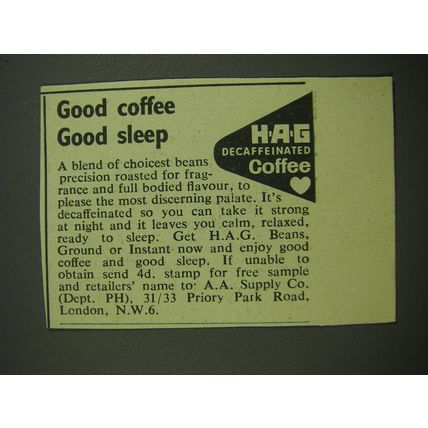 Good coffee
Good sleep
H·A·G
DECAFFEINATED
Coffee
A blend of choicest beans
precision roasted for frag-
rance and full bodied flavour, to
please the most discerning palate. It's
decaffeinated so you can take it strong
at night and it leaves you calm, relaxed,
ready to sleep. Get H.A.G. Beans,
Ground or Instant now and enjoy good
coffee and good sleep. If unable to
obtain send 4d. stamp for free sample
and retailers' name to· A.A. Supply Co.
(Dept. PH), 31/33 Priory Park Road,
London, N.W.6.